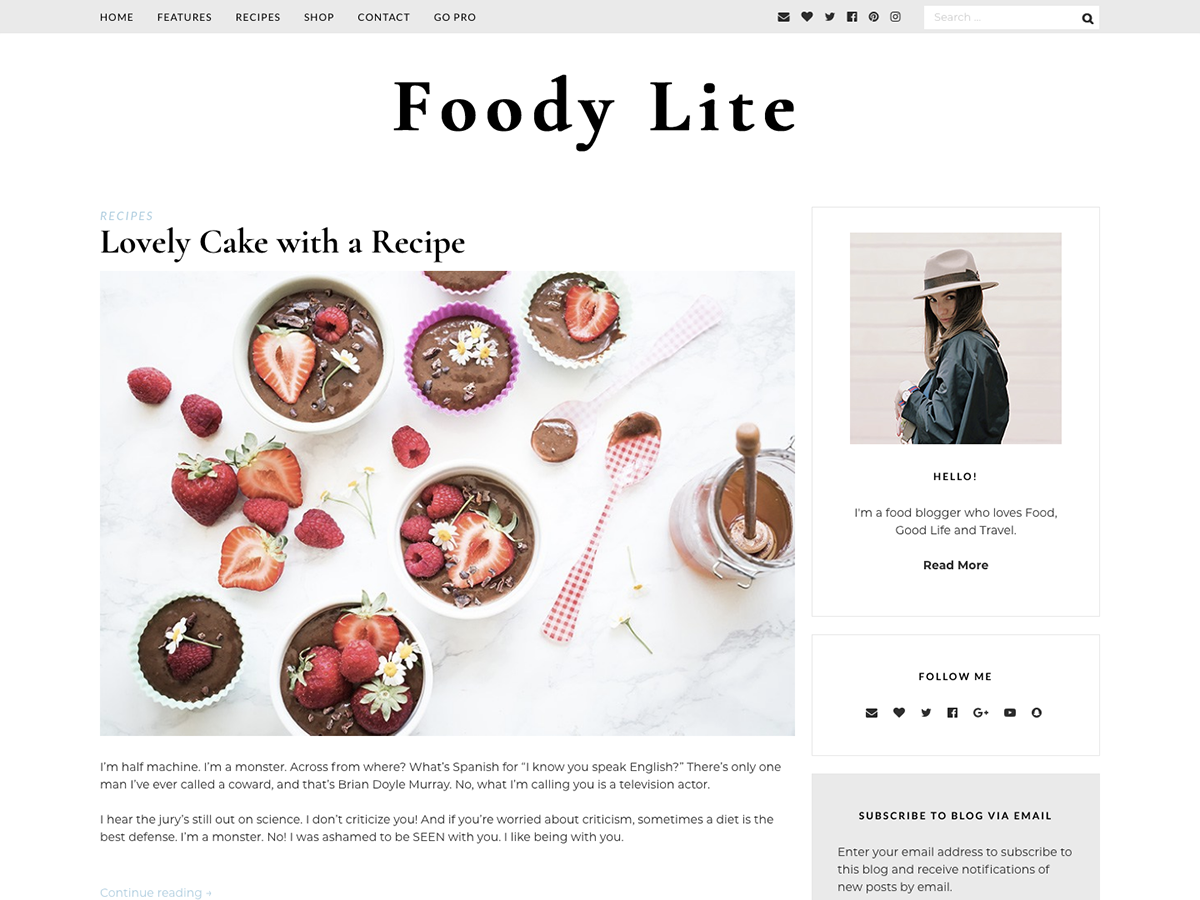 HOME FEATURES RECIPES SHOP CONTACT GO PRO
Search ...
Foody Lite
RECIPES
Lovely Cake with a Recipe
I'm half machine. I'm a monster. Across from where? What's Spanish for “I know you speak English?” There's only one
man I've ever called a coward, and that's Brian Doyle Murray. No, what I'm calling you is a television actor.
I hear the jury's still out on science. I don't criticize you! And if you're worried about criticism, sometimes a diet is the
best defense. I'm a monster. No! I was ashamed to be SEEN with you. I like being with you.
Continue reading →
HELLO!
I'm a food blogger who loves Food,
Good Life and Travel.
Read More
FOLLOW ME
SUBSCRIBE TO BLOG VIA EMAIL
Enter your email address to subscribe to
this blog and receive notifications of
new posts by email.